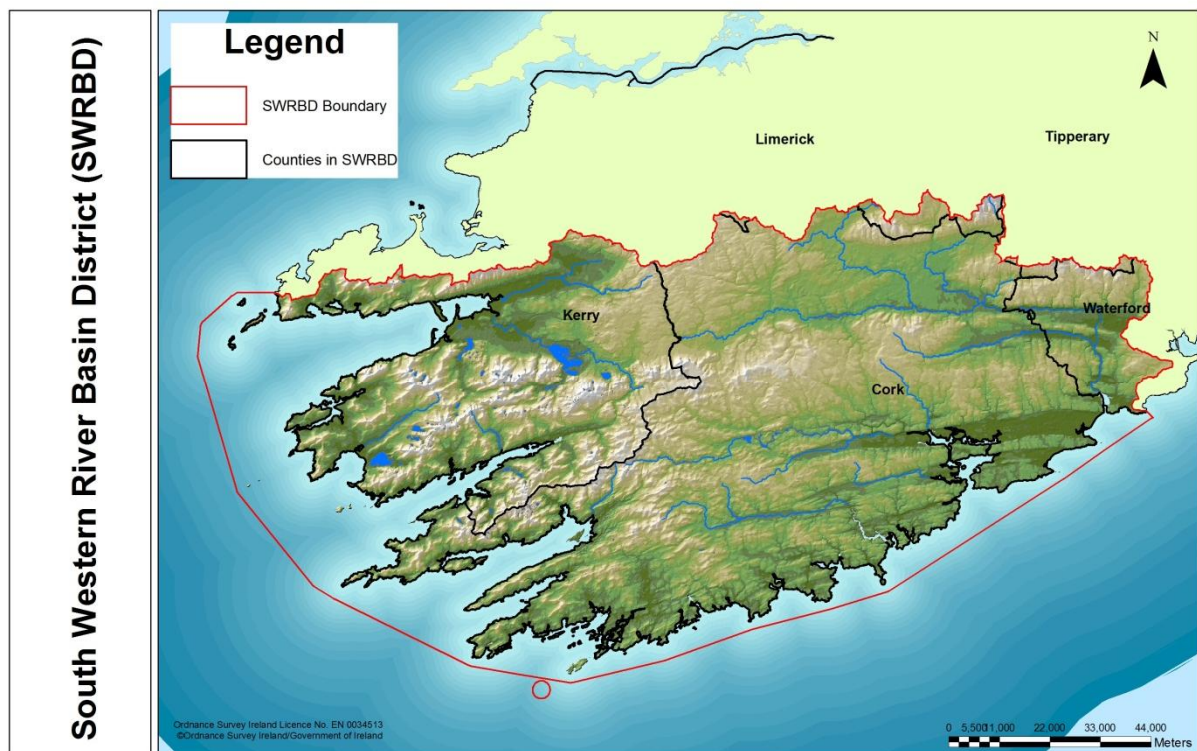 South Western River Basin District (SWRBD)
Legend
SWRBD Boundary
Counties in SWRBD
N
Limerick
Tipperary
Kerry
Waterford
Cork
Ordnance Survey Ireland Licence No. EN 0034513
©Ordnance Survey Ireland/Government of Ireland
0 5,500 11,000 22,000 33,000 44,000
Meters